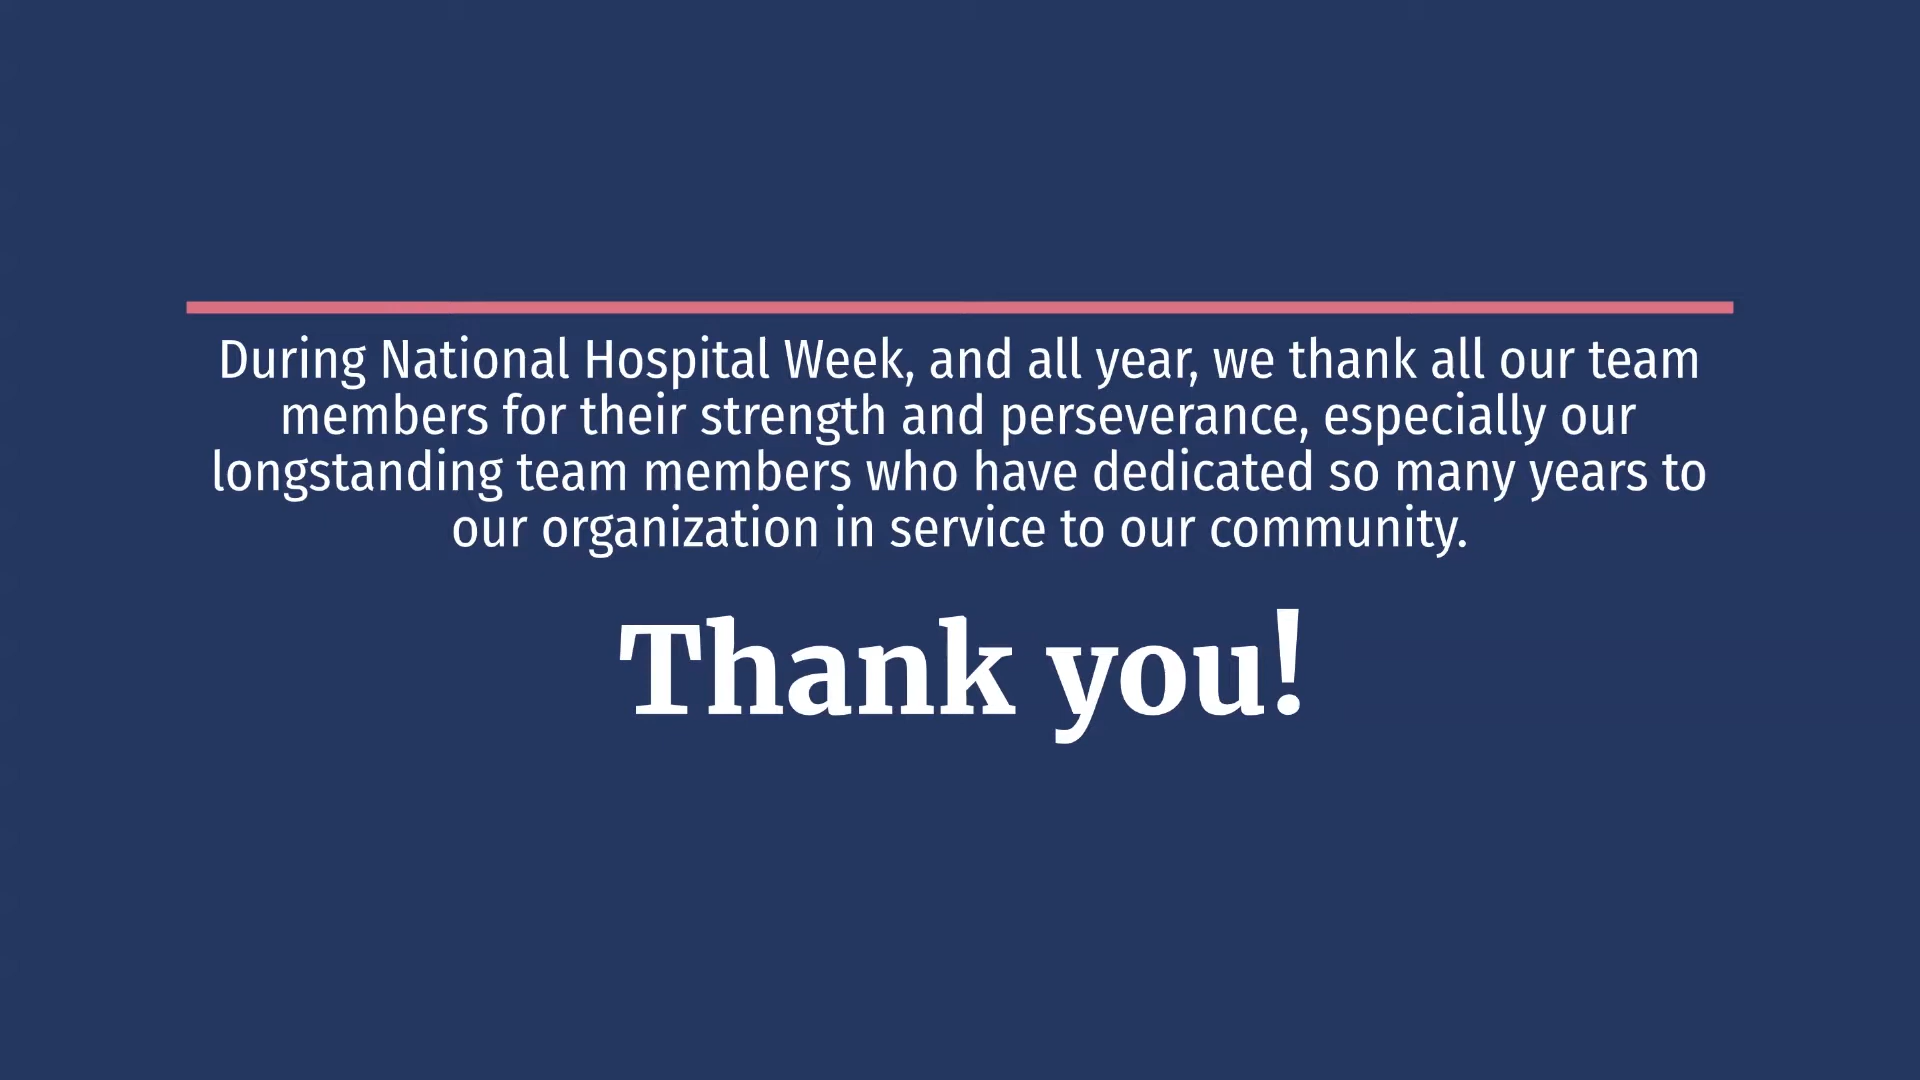 During National Hospital Week, and all year, we thank all our team
members for their strength and perseverance, especially our
longstanding team members who have dedicated so many years to
our organization in service to our community.
Thank you!